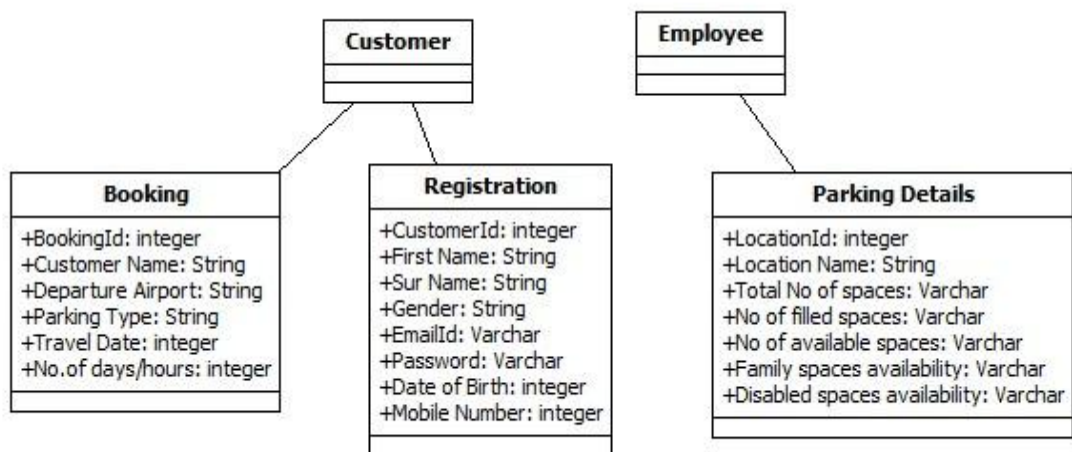 Customer
Employee
Booking
+BookingId: integer
+Customer Name: String
+Departure Airport: String
+Parking Type: String
+Travel Date: integer
+No.of days/hours: integer
Registration
+CustomerId: integer
+First Name: String
+Sur Name: String
+Gender: String
+EmailId: Varchar
+Password: Varchar
+Date of Birth: integer
+Mobile Number: integer
Parking Details
+LocationId: integer
+Location Name: String
+Total No of spaces: Varchar
+No of filled spaces: Varchar
+No of available spaces: Varchar
+Family spaces availability: Varchar
+Disabled spaces availability: Varchar